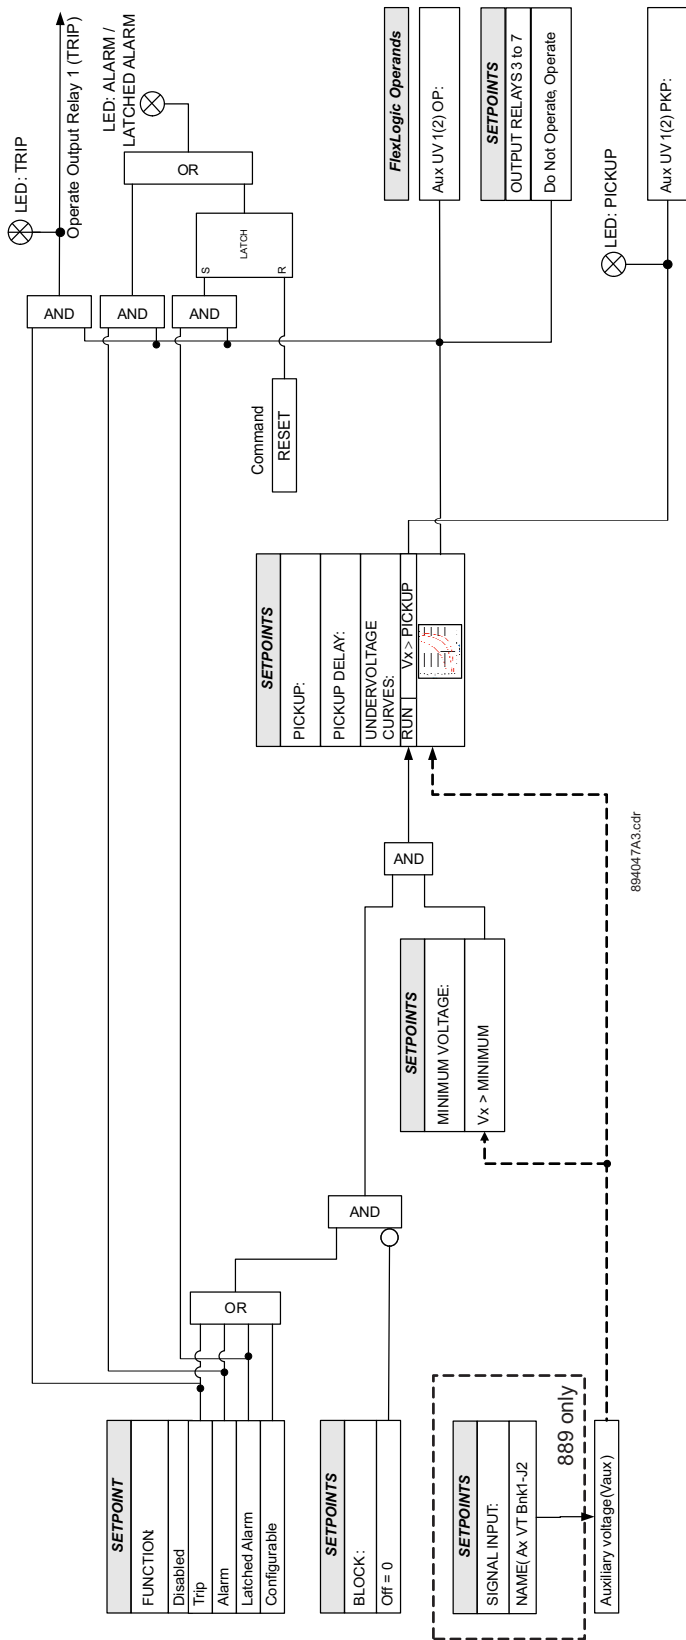 SETPOINT
FUNCTION:
Disabled
Trip
Alarm
Latched Alarm
Configurable
OR
SETPOINTS
BLOCK:
Off = 0
AND
SETPOINTS
SIGNAL INPUT:
NAME( Ax VT Bnk1-J2
889 only
Auxiliary voltage(Vaux)
SETPOINTS
MINIMUM VOLTAGE:
Vx > MINIMUM
AND
SETPOINTS
PICKUP:
PICKUP DELAY:
UNDERVOLTAGE
CURVES:
RUN
Vx > PICKUP
Command
RESET
AND
AND
AND
S
R
LATCH
OR
LED: TRIP
Operate Output Relay 1 (TRIP)
LED: ALARM /
LATCHED ALARM
FlexLogic Operands
Aux UV 1(2) OP:
SETPOINTS
OUTPUT RELAYS 3 to 7
Do Not Operate, Operate
LED: PICKUP
Aux UV 1(2) PKP:
894047A3.cdr